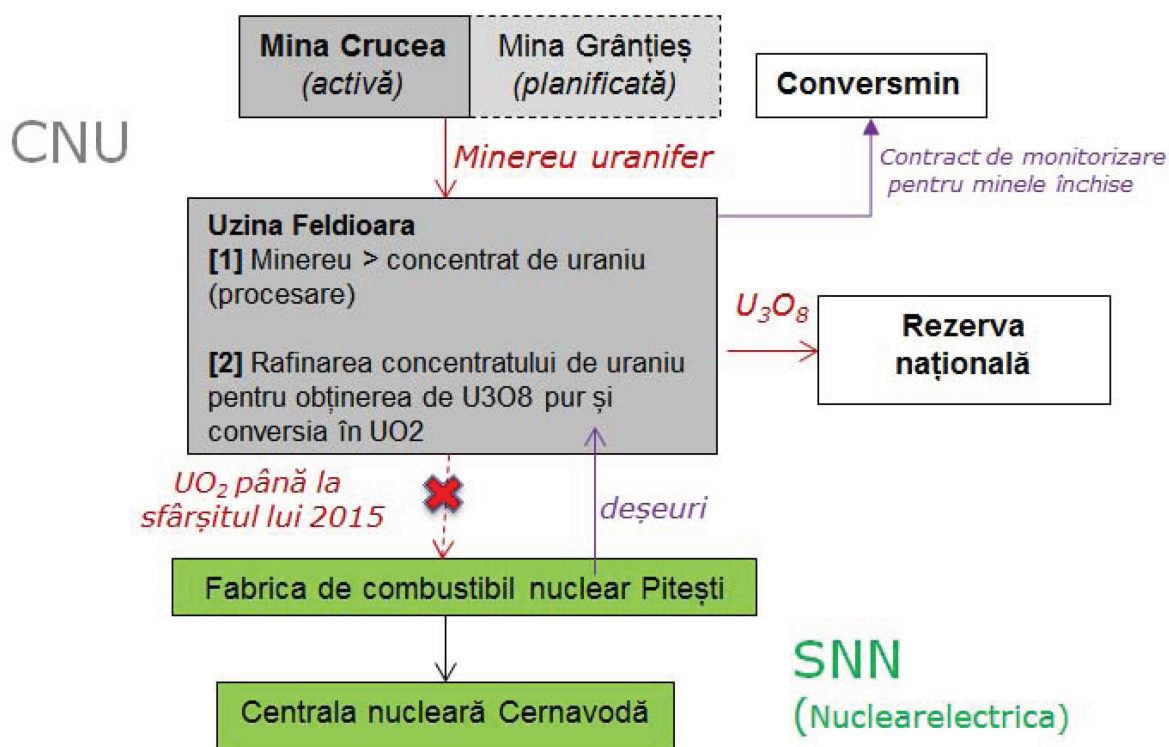 Mina Crucea
(activă)
Mina Grânțieș
(planificată)
Conversmin
CNU
Minereu uranifer
Contract de monitorizare
pentru minele închise
Uzina Feldioara
[1] Minereu > concentrat de uraniu
(procesare)
[2] Rafinarea concentratului de uraniu
pentru obținerea de U3O8 pur și
conversia în UO2
U₃O₈
Rezerva
națională
UO₂ până la
sfârșitul lui 2015
deșeuri
Fabrica de combustibil nuclear Pitești
Centrala nucleară Cernavodă
SNN
(Nuclearelectrica)